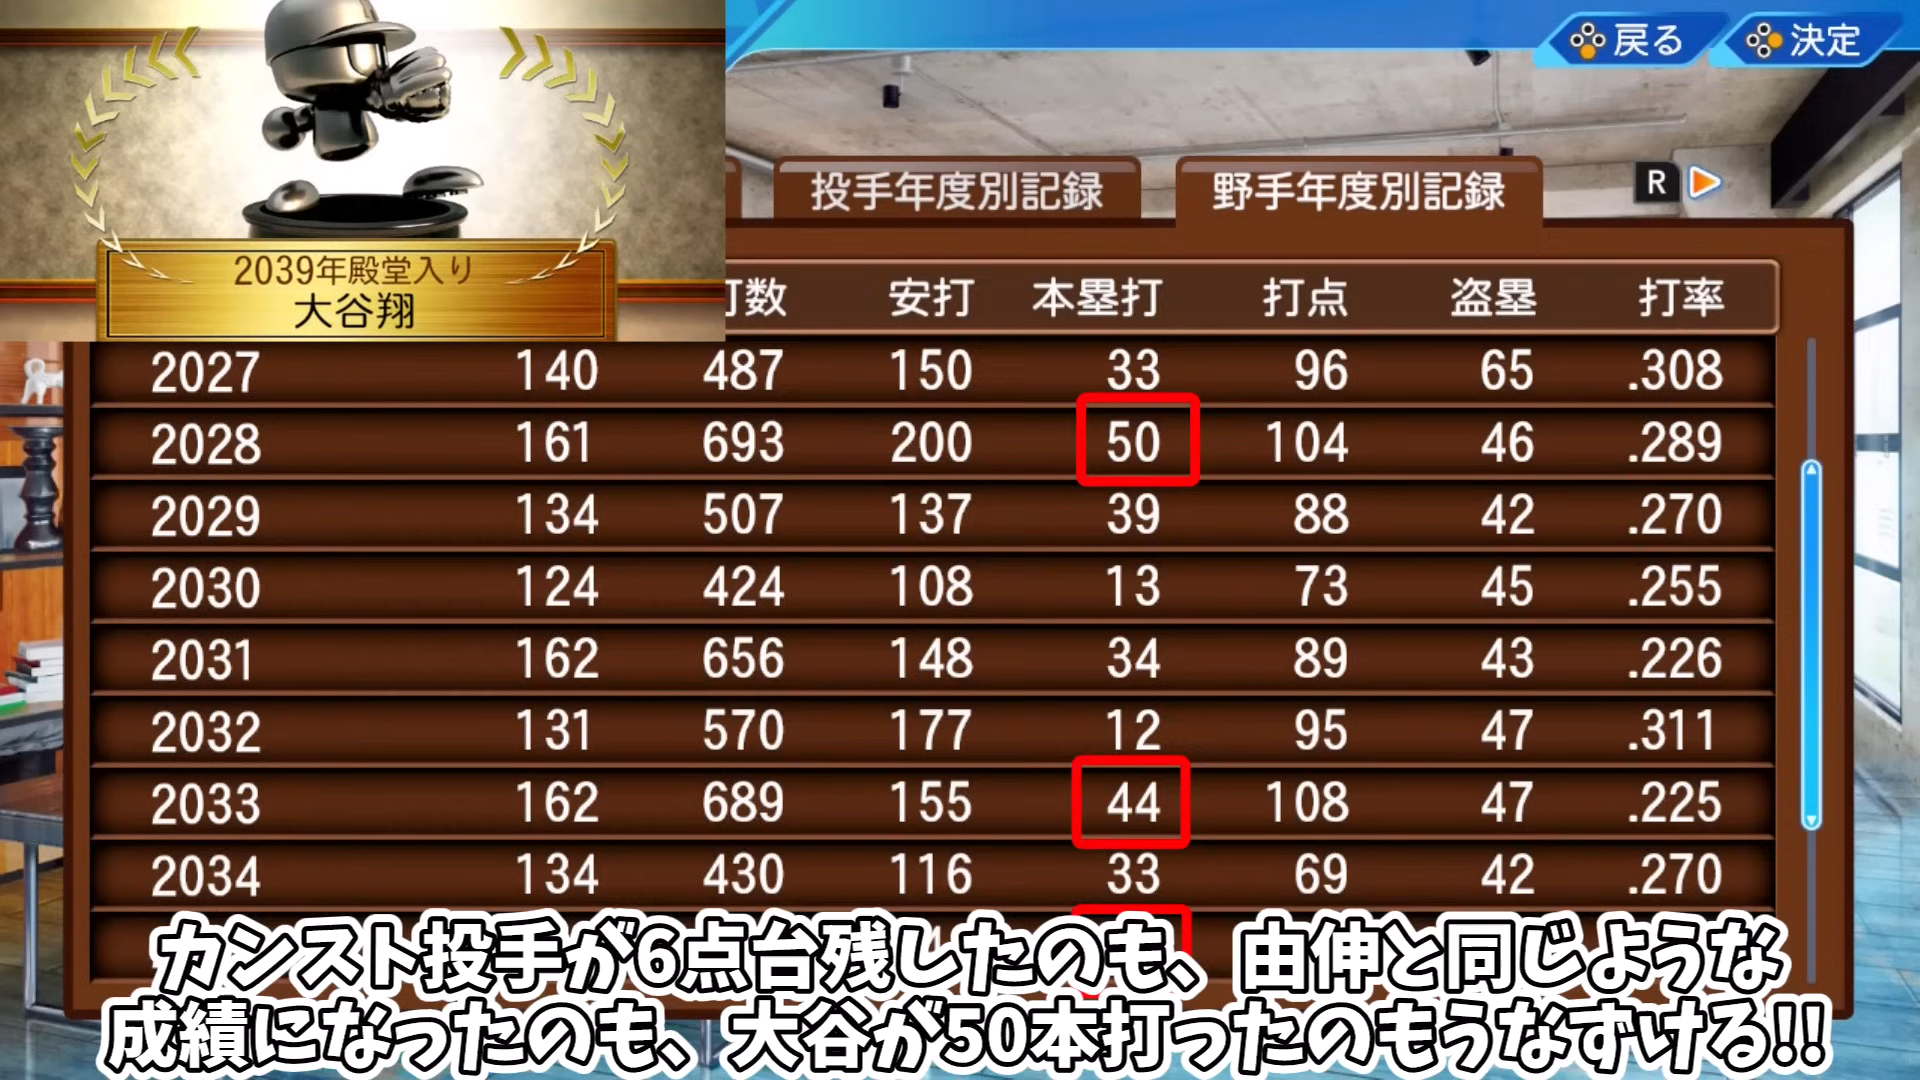 戻る
決定
2039年殿堂入り
大谷翔
投手年度別記録
野手年度別記録
R
打数 安打 本塁打 打点 盗塁 打率
2027 140 487 150 33 96 65 .308
2028 161 693 200 50 104 46 .289
2029 134 507 137 39 88 42 .270
2030 124 424 108 13 73 45 .255
2031 162 656 148 34 89 43 .226
2032 131 570 177 12 95 47 .311
2033 162 689 155 44 108 47 .225
2034 134 430 116 33 69 42 .270
カンスト投手が6点台残したのも、由伸と同じような
成績になったのも、大谷が50本打ったのもうなずける!!